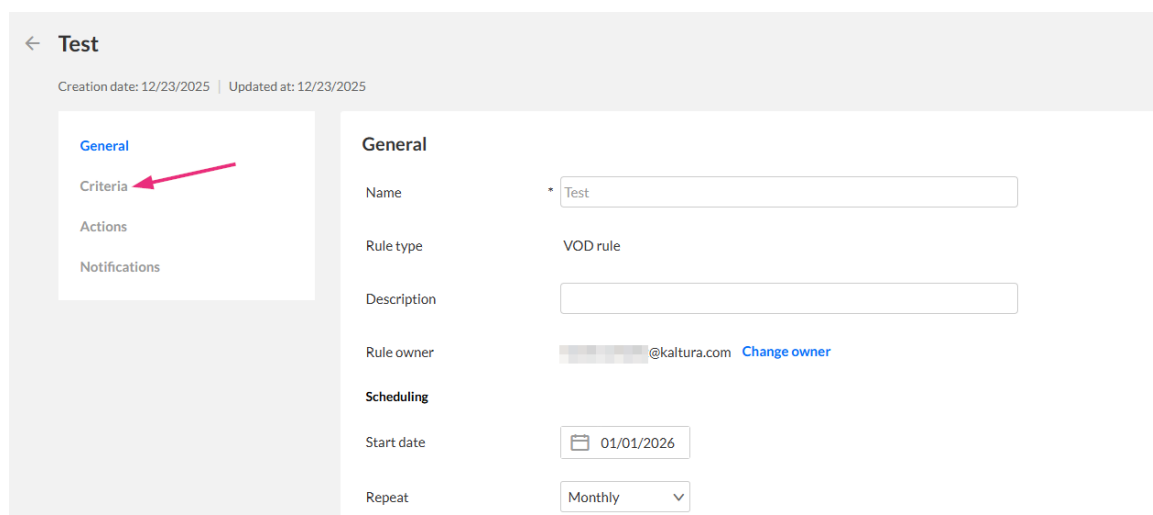 Test
Creation date: 12/23/2025 | Updated at: 12/23/2025
General
Criteria
Actions
Notifications
General
Name * Test
Rule type VOD rule
Description
Rule owner @kaltura.com Change owner
Scheduling
Start date 01/01/2026
Repeat Monthly